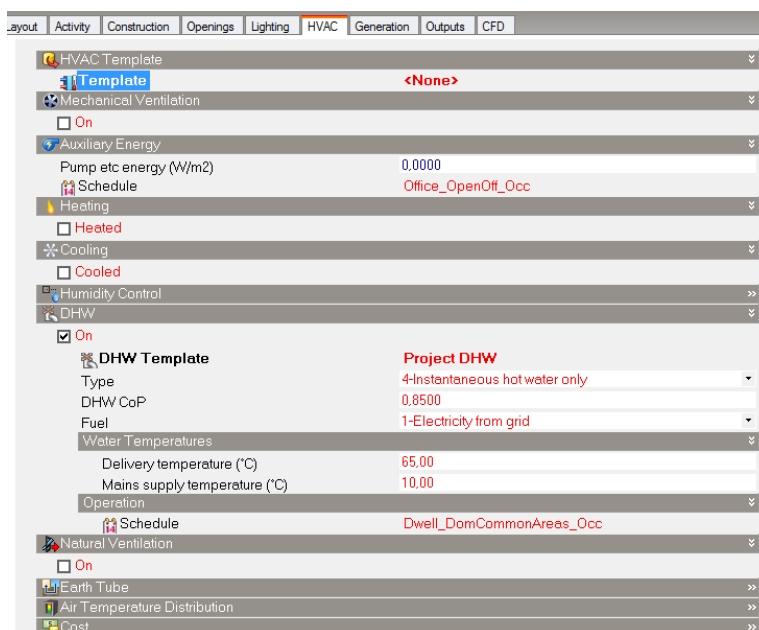 Layout Activity Construction Openings Lighting HVAC Generation Outputs CFD
HVAC Template
Template <None>
Mechanical Ventilation
On
Auxiliary Energy
Pump etc energy (W/m2) 0,0000
Schedule Office_OpenOff_Occ
Heating
Heated
Cooling
Cooled
Humidity Control
DHW
On
DHW Template Project DHW
Type 4-Instantaneous hot water only
DHW CoP 0,8500
Fuel 1-Electricity from grid
Water Temperatures
Delivery temperature (°C) 65,00
Mains supply temperature (°C) 10,00
Operation
Schedule Dwell_DomCommonAreas_Occ
Natural Ventilation
On
Earth Tube
Air Temperature Distribution
Cost